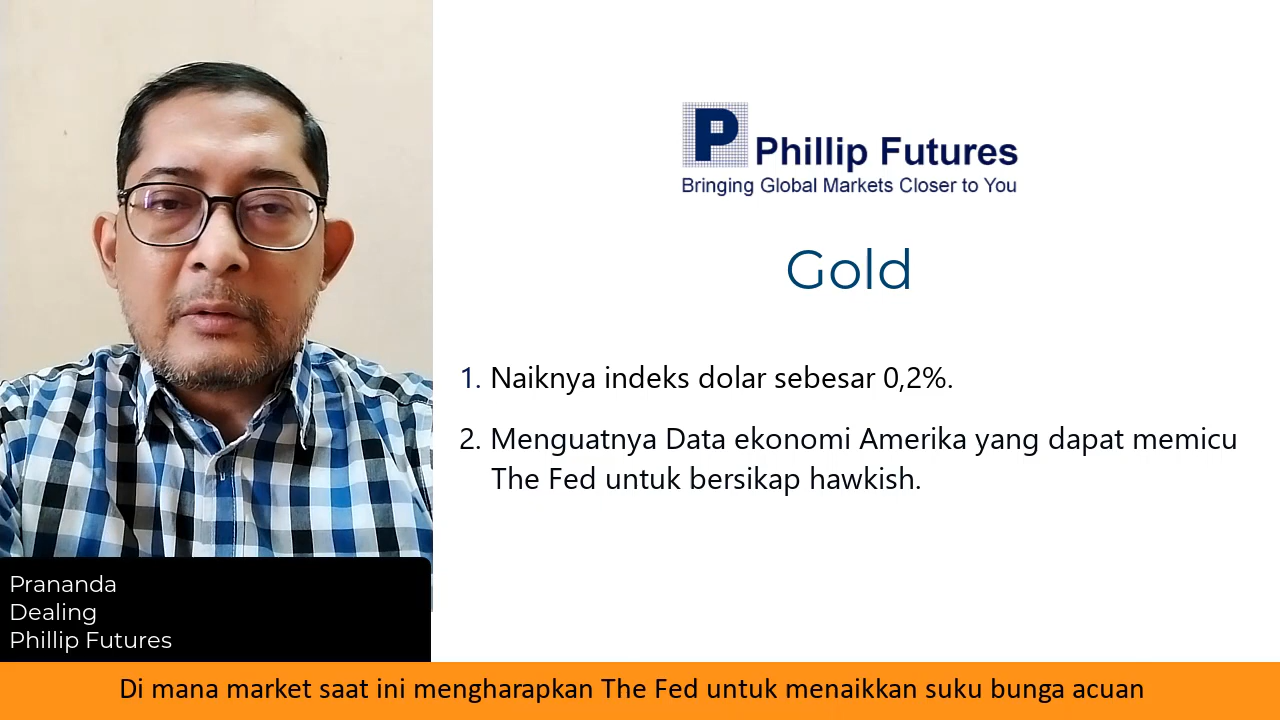 P Phillip Futures
Bringing Global Markets Closer to You
Gold
1. Naiknya indeks dolar sebesar 0,2%.
2. Menguatnya Data ekonomi Amerika yang dapat memicu
The Fed untuk bersikap hawkish.
Prananda
Dealing
Phillip Futures
Di mana market saat ini mengharapkan The Fed untuk menaikkan suku bunga acuan